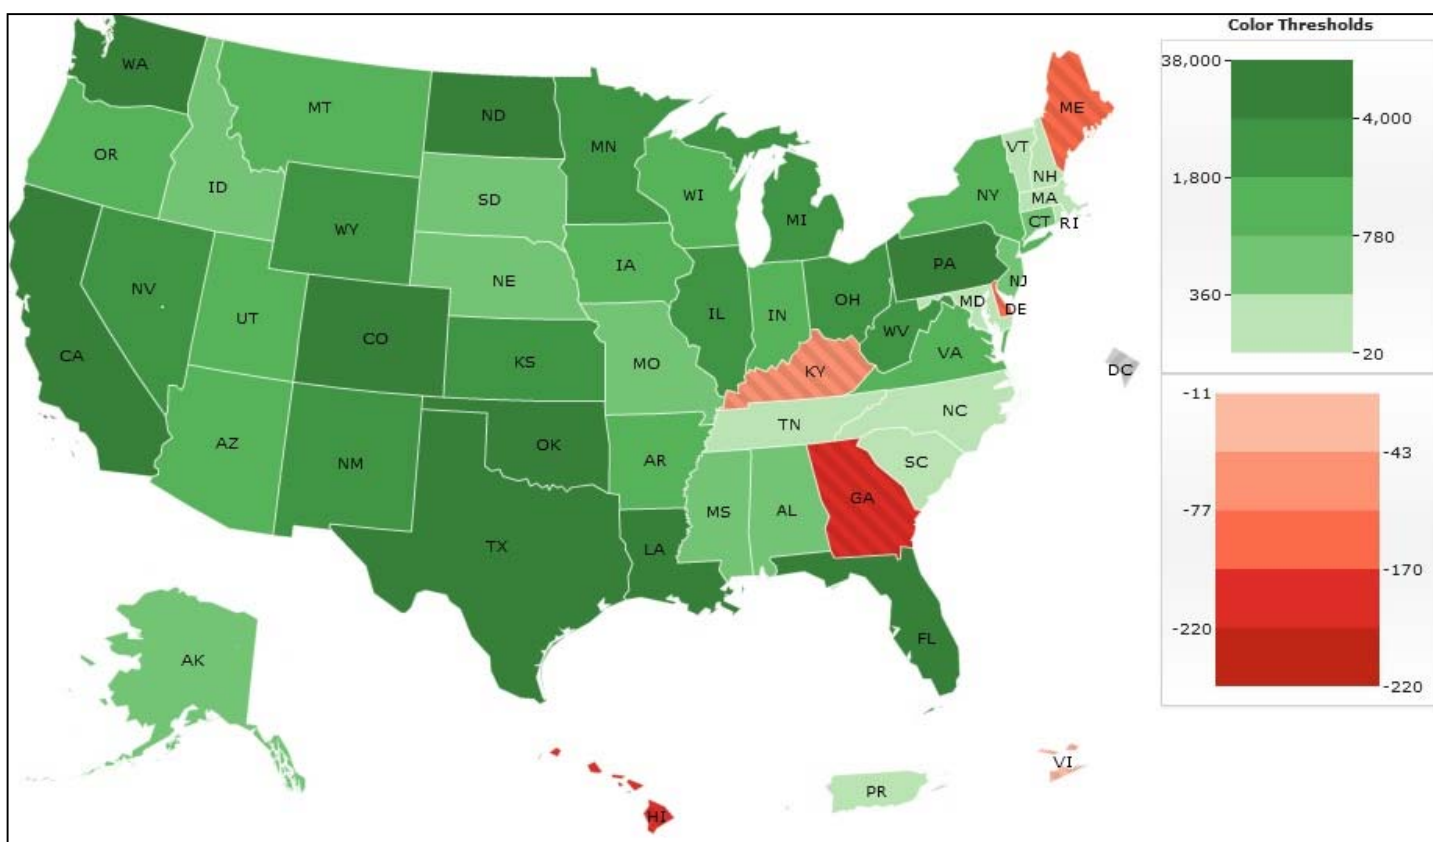 Color Thresholds
38,000
4,000
1,800
780
360
20
-11
-43
-77
-170
-220
-220
WA
MT
ND
MN
ME
OR
ID
SD
WI
MI
NY
VT
NH
MA
CT
RI
WY
NV
UT
CO
NE
IA
IL
IN
OH
PA
NJ
MD
DE
WV
VA
DC
CA
KS
MO
KY
AZ
NM
OK
AR
TN
NC
SC
MS
AL
GA
TX
LA
FL
AK
HI
PR
VI